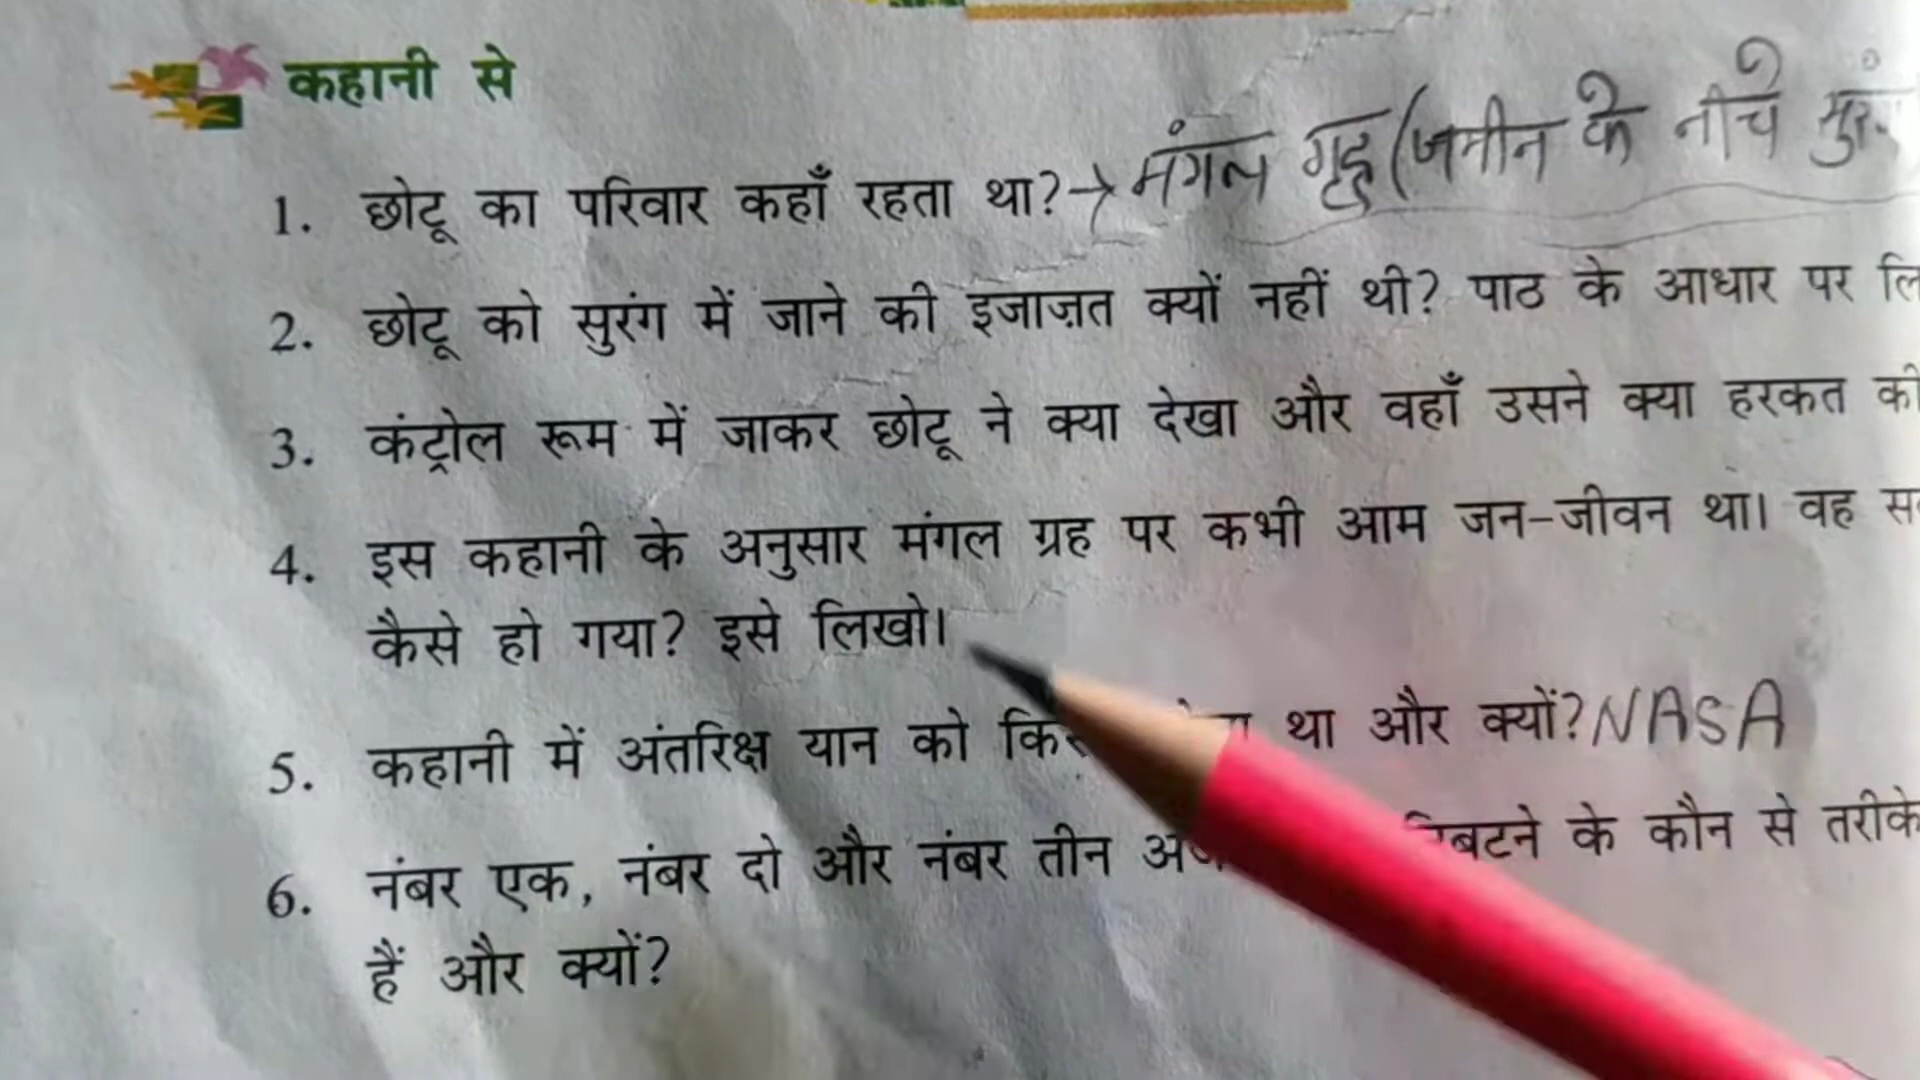 कहानी से
1. छोटू का परिवार कहाँ रहता था? → मंगल गृह (जमीन के नीचे
2. छोटू को सुरंग में जाने की इजाज़त क्यों नहीं थी? पाठ के आधार पर
3. कंट्रोल रूम में जाकर छोटू ने क्या देखा और वहाँ उसने क्या हरकत की
4. इस कहानी के अनुसार मंगल ग्रह पर कभी आम जन-जीवन था। वह
कैसे हो गया? इसे लिखो।
5. कहानी में अंतरिक्ष यान को था और क्यों? NASA
6. नंबर एक, नंबर दो और नंबर तीन के कौन से तरीके
हैं और क्यों?